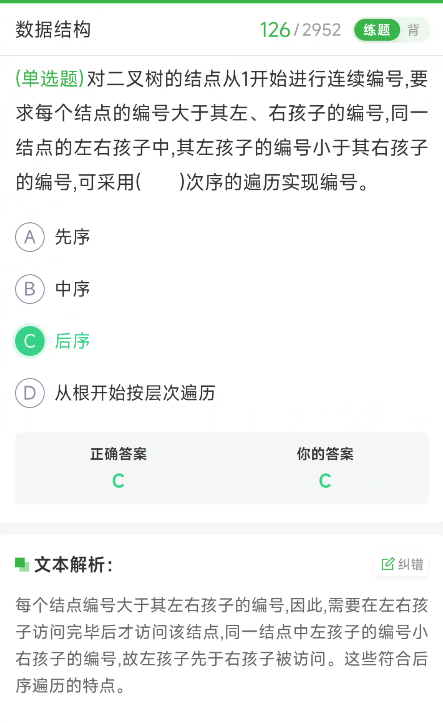 数据结构 126/2952 练题 背
(单选题)对二叉树的结点从1开始进行连续编号,要
求每个结点的编号大于其左、右孩子的编号,同一
结点的左右孩子中,其左孩子的编号小于其右孩子
的编号,可采用( )次序的遍历实现编号。
A 先序
B 中序
C 后序
D 从根开始按层次遍历
正确答案 你的答案
C C
文本解析: 纠错
每个结点编号大于其左右孩子的编号,因此,需要在左右孩
子访问完毕后才访问该结点,同一结点中左孩子的编号小
右孩子的编号,故左孩子先于右孩子被访问。这些符合后
序遍历的特点。